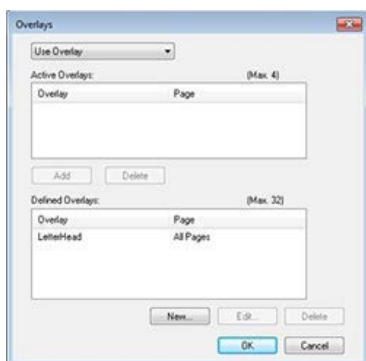 Overlays
Use Overlay
Active Overlays: (Max. 4)
Overlay Page
Add Delete
Defined Overlays: (Max. 32)
Overlay Page
LetterHead All Pages
New... Edit... Delete
OK Cancel